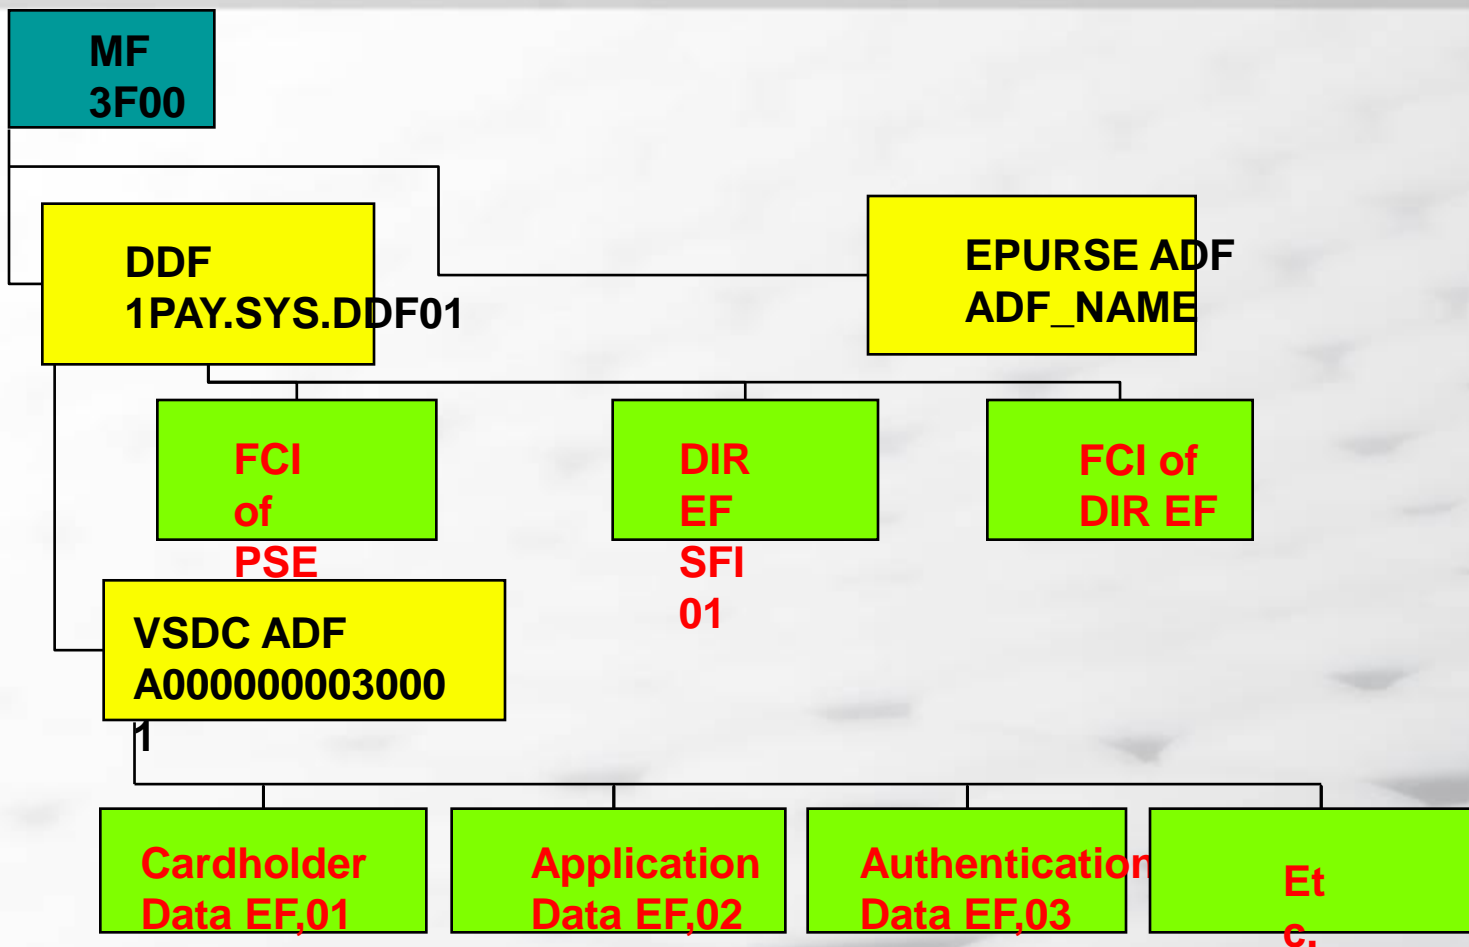 MF
3F00
DDF
1PAY.SYS.DDF01
EPURSE ADF
ADF_NAME
FCI
of
PSE
DIR
EF
SFI
01
FCI of
DIR EF
VSDC ADF
A000000003000
1
Cardholder
Data EF,01
Application
Data EF,02
Authentication
Data EF,03
Et
c.